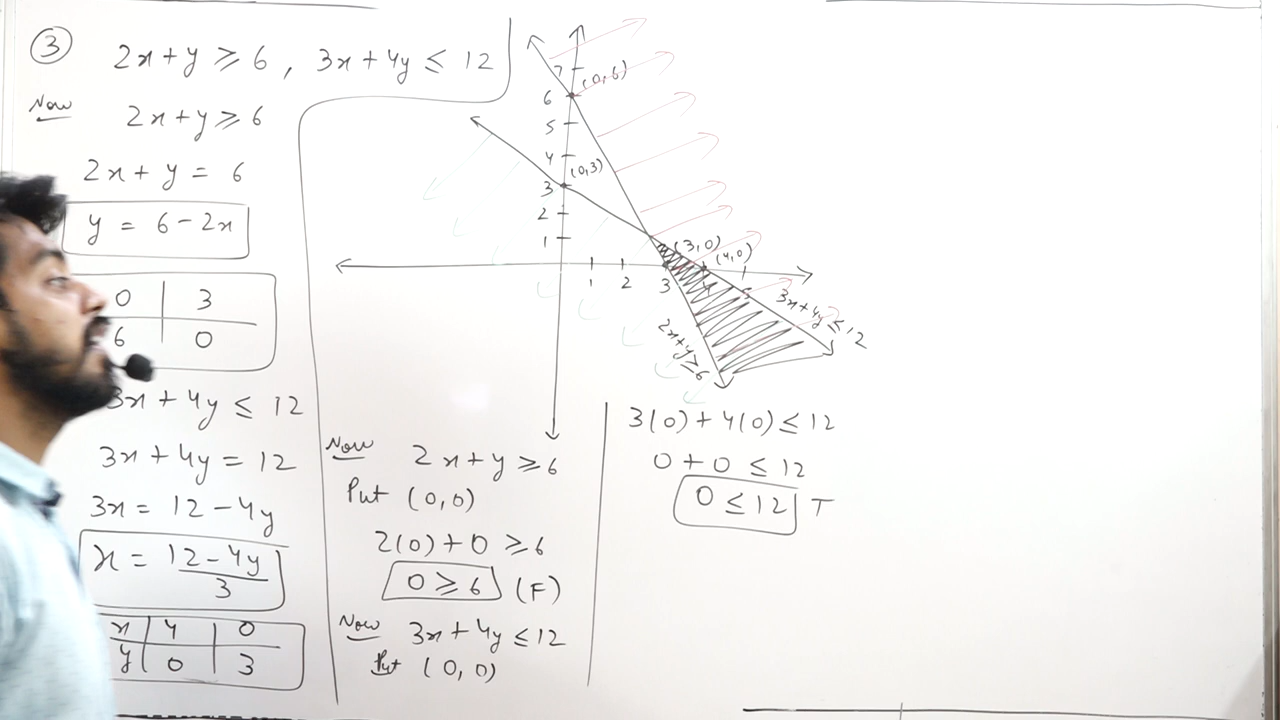 ③ 2x+y ≥ 6, 3x+4y ≤ 12
Now 2x+y ≥ 6
2x+y = 6
y = 6-2x
0 | 3
6 | 0
3x+4y ≤ 12
3x+4y = 12
3x = 12-4y
x = 12-4y/3
x | 4 | 0
y | 0 | 3
7
(0,6)
6
5
4
(0,3)
3
2
1
(3,0)
(4,0)
1 2 3 4 5
3x+4y ≤ 12
2x+y ≥ 6
Now 2x+y ≥ 6
Put (0,0)
2(0)+0 ≥ 6
0 ≥ 6 (F)
Now 3x+4y ≤ 12
Put (0,0)
3(0)+4(0) ≤ 12
0+0 ≤ 12
0 ≤ 12 T